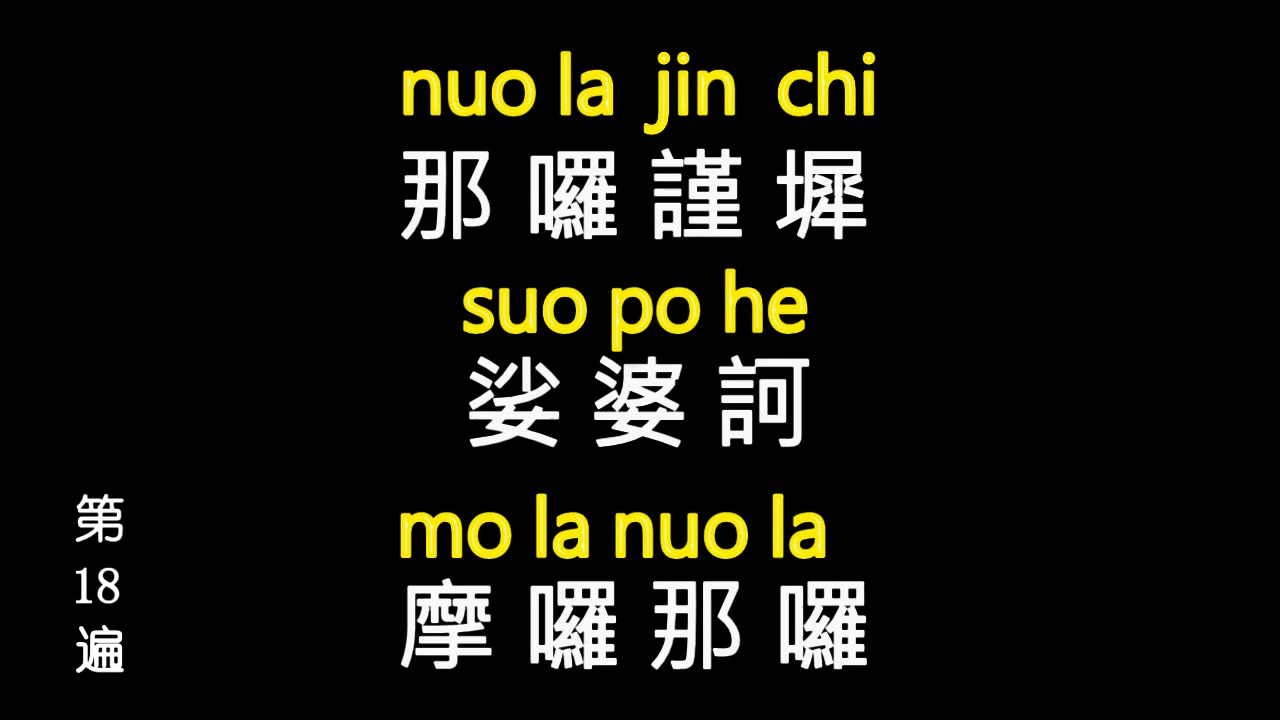 nuo la jin chi
那囉謹墀
suo po he
娑婆訶
mo la nuo la
摩囉那囉
第
18
遍